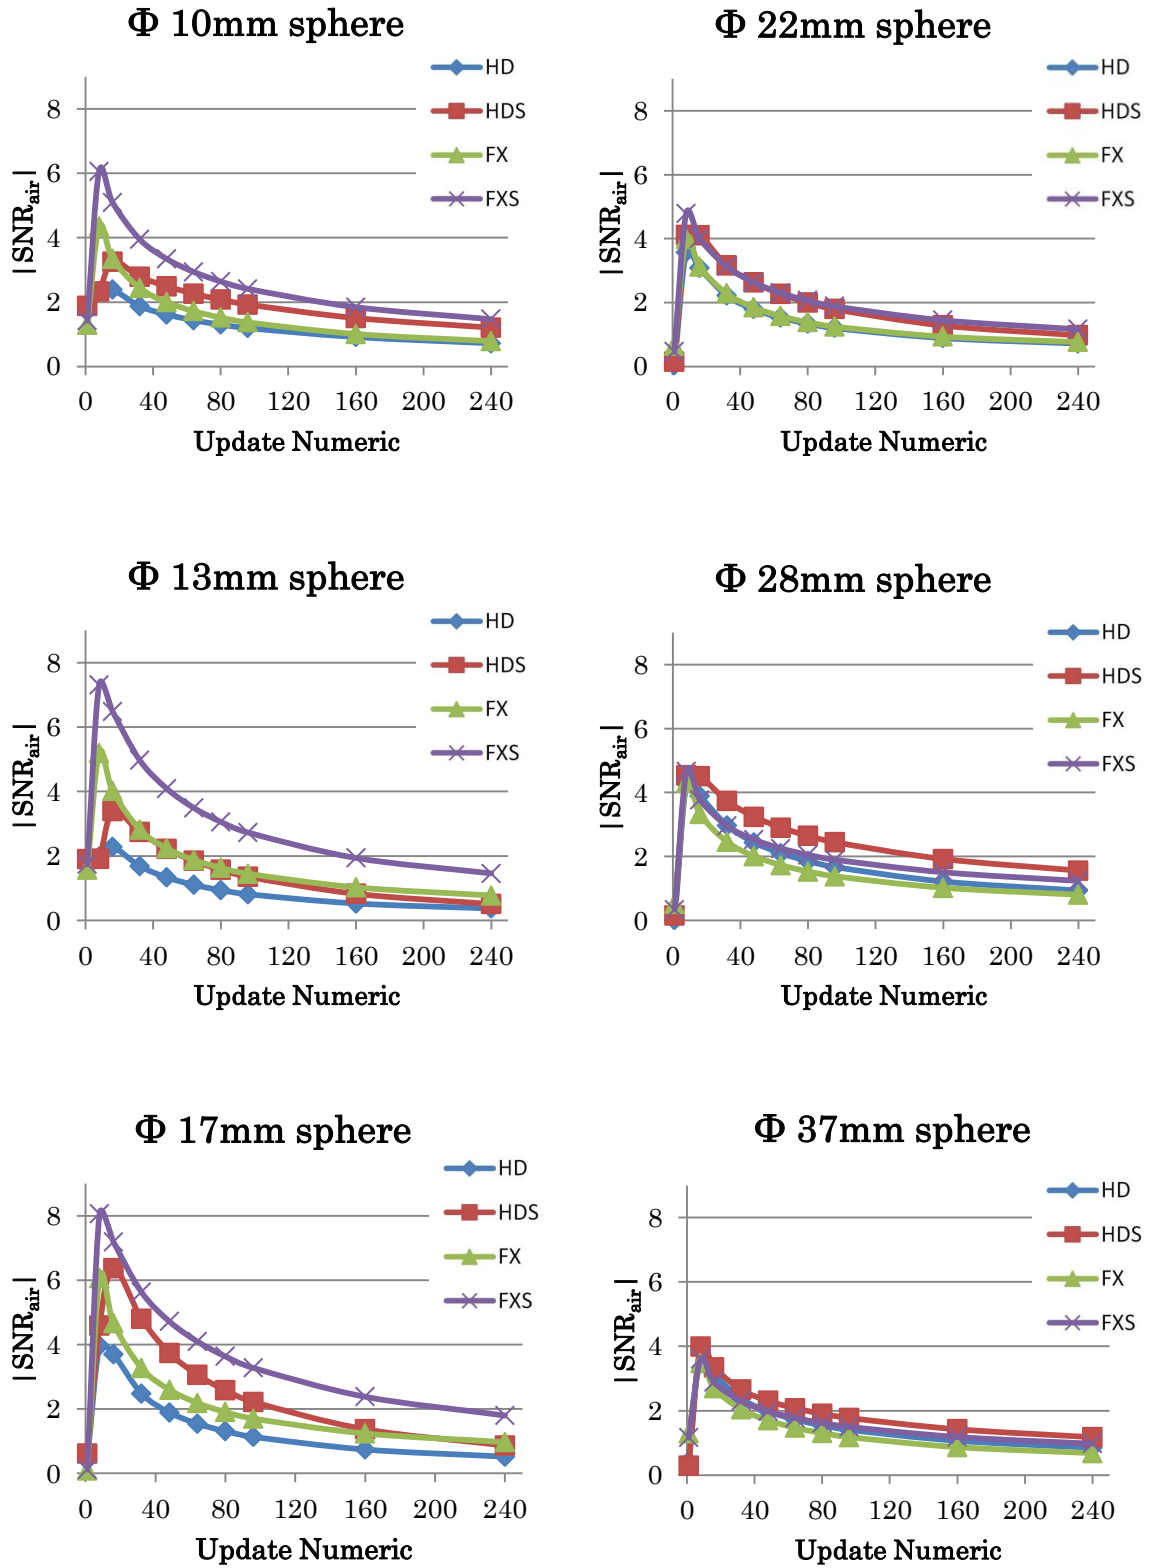 Φ 10mm sphere
HD
HDS
FX
FXS
|SNRair|
8
6
4
2
0
0 40 80 120 160 200 240
Update Numeric
Φ 22mm sphere
HD
HDS
FX
FXS
|SNRair|
8
6
4
2
0
0 40 80 120 160 200 240
Update Numeric
Φ 13mm sphere
HD
HDS
FX
FXS
|SNRair|
8
6
4
2
0
0 40 80 120 160 200 240
Update Numeric
Φ 28mm sphere
HD
HDS
FX
FXS
|SNRair|
8
6
4
2
0
0 40 80 120 160 200 240
Update Numeric
Φ 17mm sphere
HD
HDS
FX
FXS
|SNRair|
8
6
4
2
0
0 40 80 120 160 200 240
Update Numeric
Φ 37mm sphere
HD
HDS
FX
FXS
|SNRair|
8
6
4
2
0
0 40 80 120 160 200 240
Update Numeric